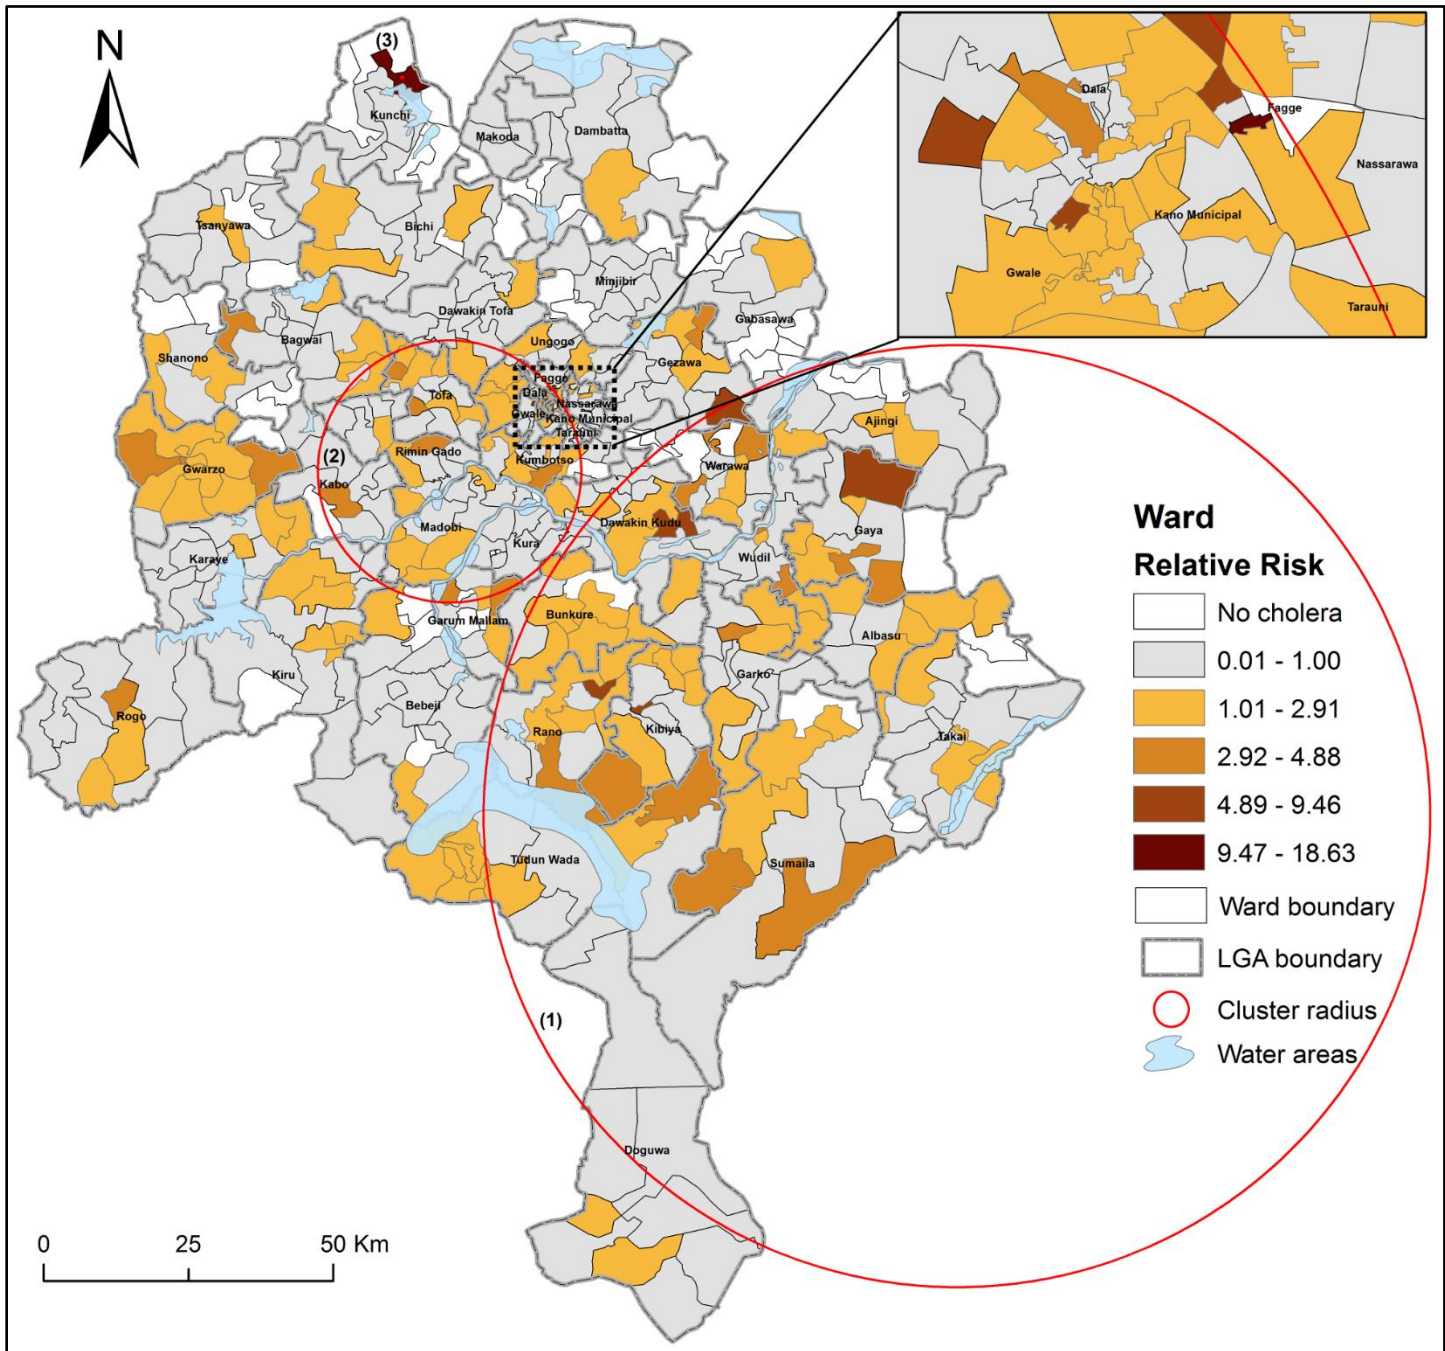 N
(3)
Kunchi
Makoda
Dambatta
Tsanyawa
Bichi
Minjibir
Dawakin Tofa
Gabasawa
Bagwai
Ungogo
Shanono
Gezawa
Fagge
Tofa
Dala
Nassarawa
Gwale
Kano Municipal
Tarauni
Ajingi
Rimin Gado
Kumbotso
(2)
Gwarzo
Warawa
Kabo
Madobi
Dawakin Kudu
Gaya
Kura
Karaye
Wudil
Bunkure
Garum Mallam
Albasu
Kiru
Garko
Bebeji
Rogo
Rano
Kibiya
Takai
Tudun Wada
Sumaila
(1)
Doguwa
0 25 50 Km
Dala
Fagge
Nassarawa
Kano Municipal
Gwale
Tarauni
Ward
Relative Risk
No cholera
0.01 - 1.00
1.01 - 2.91
2.92 - 4.88
4.89 - 9.46
9.47 - 18.63
Ward boundary
LGA boundary
Cluster radius
Water areas